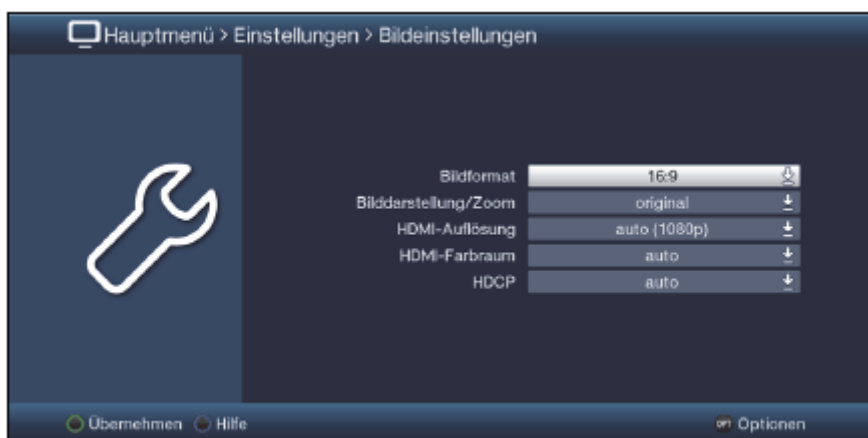 Hauptmenü > Einstellungen > Bildeinstellungen
Bildformat 16:9
Bilddarstellung/Zoom original
HDMI-Auflösung auto (1080p)
HDMI-Farbraum auto
HDCP auto
Übernehmen Hilfe OPT Optionen